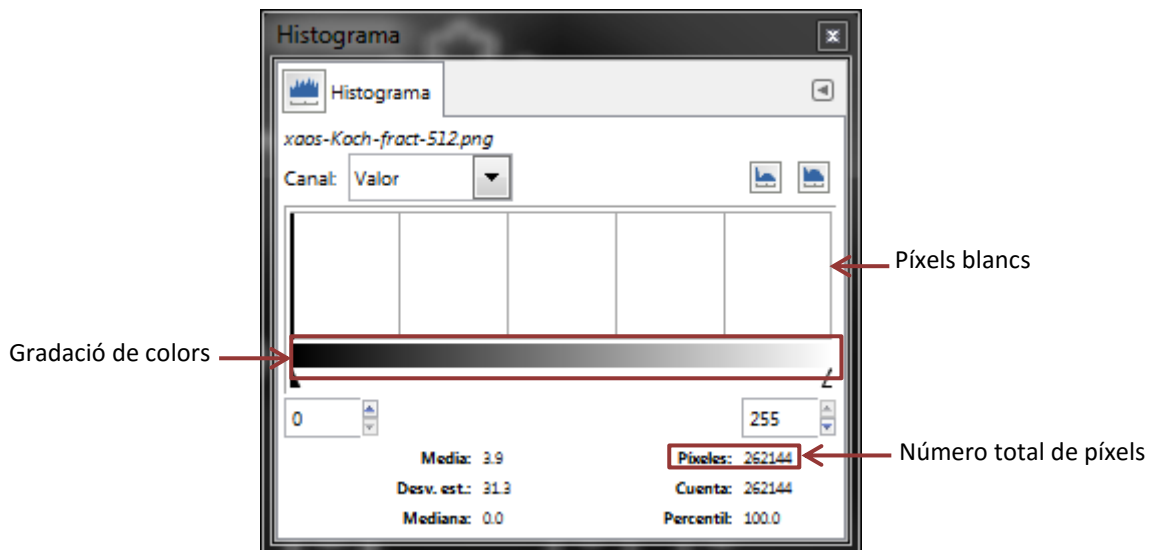 Histograma
Histograma
xaos-Koch-fract-512.png
Canal: Valor
Píxels blancs
Gradació de colors
0 255
Media: 3.9 Píxeles: 262144
Número total de píxels
Desv. est.: 31.3 Cuenta: 262144
Mediana: 0.0 Percentil: 100.0